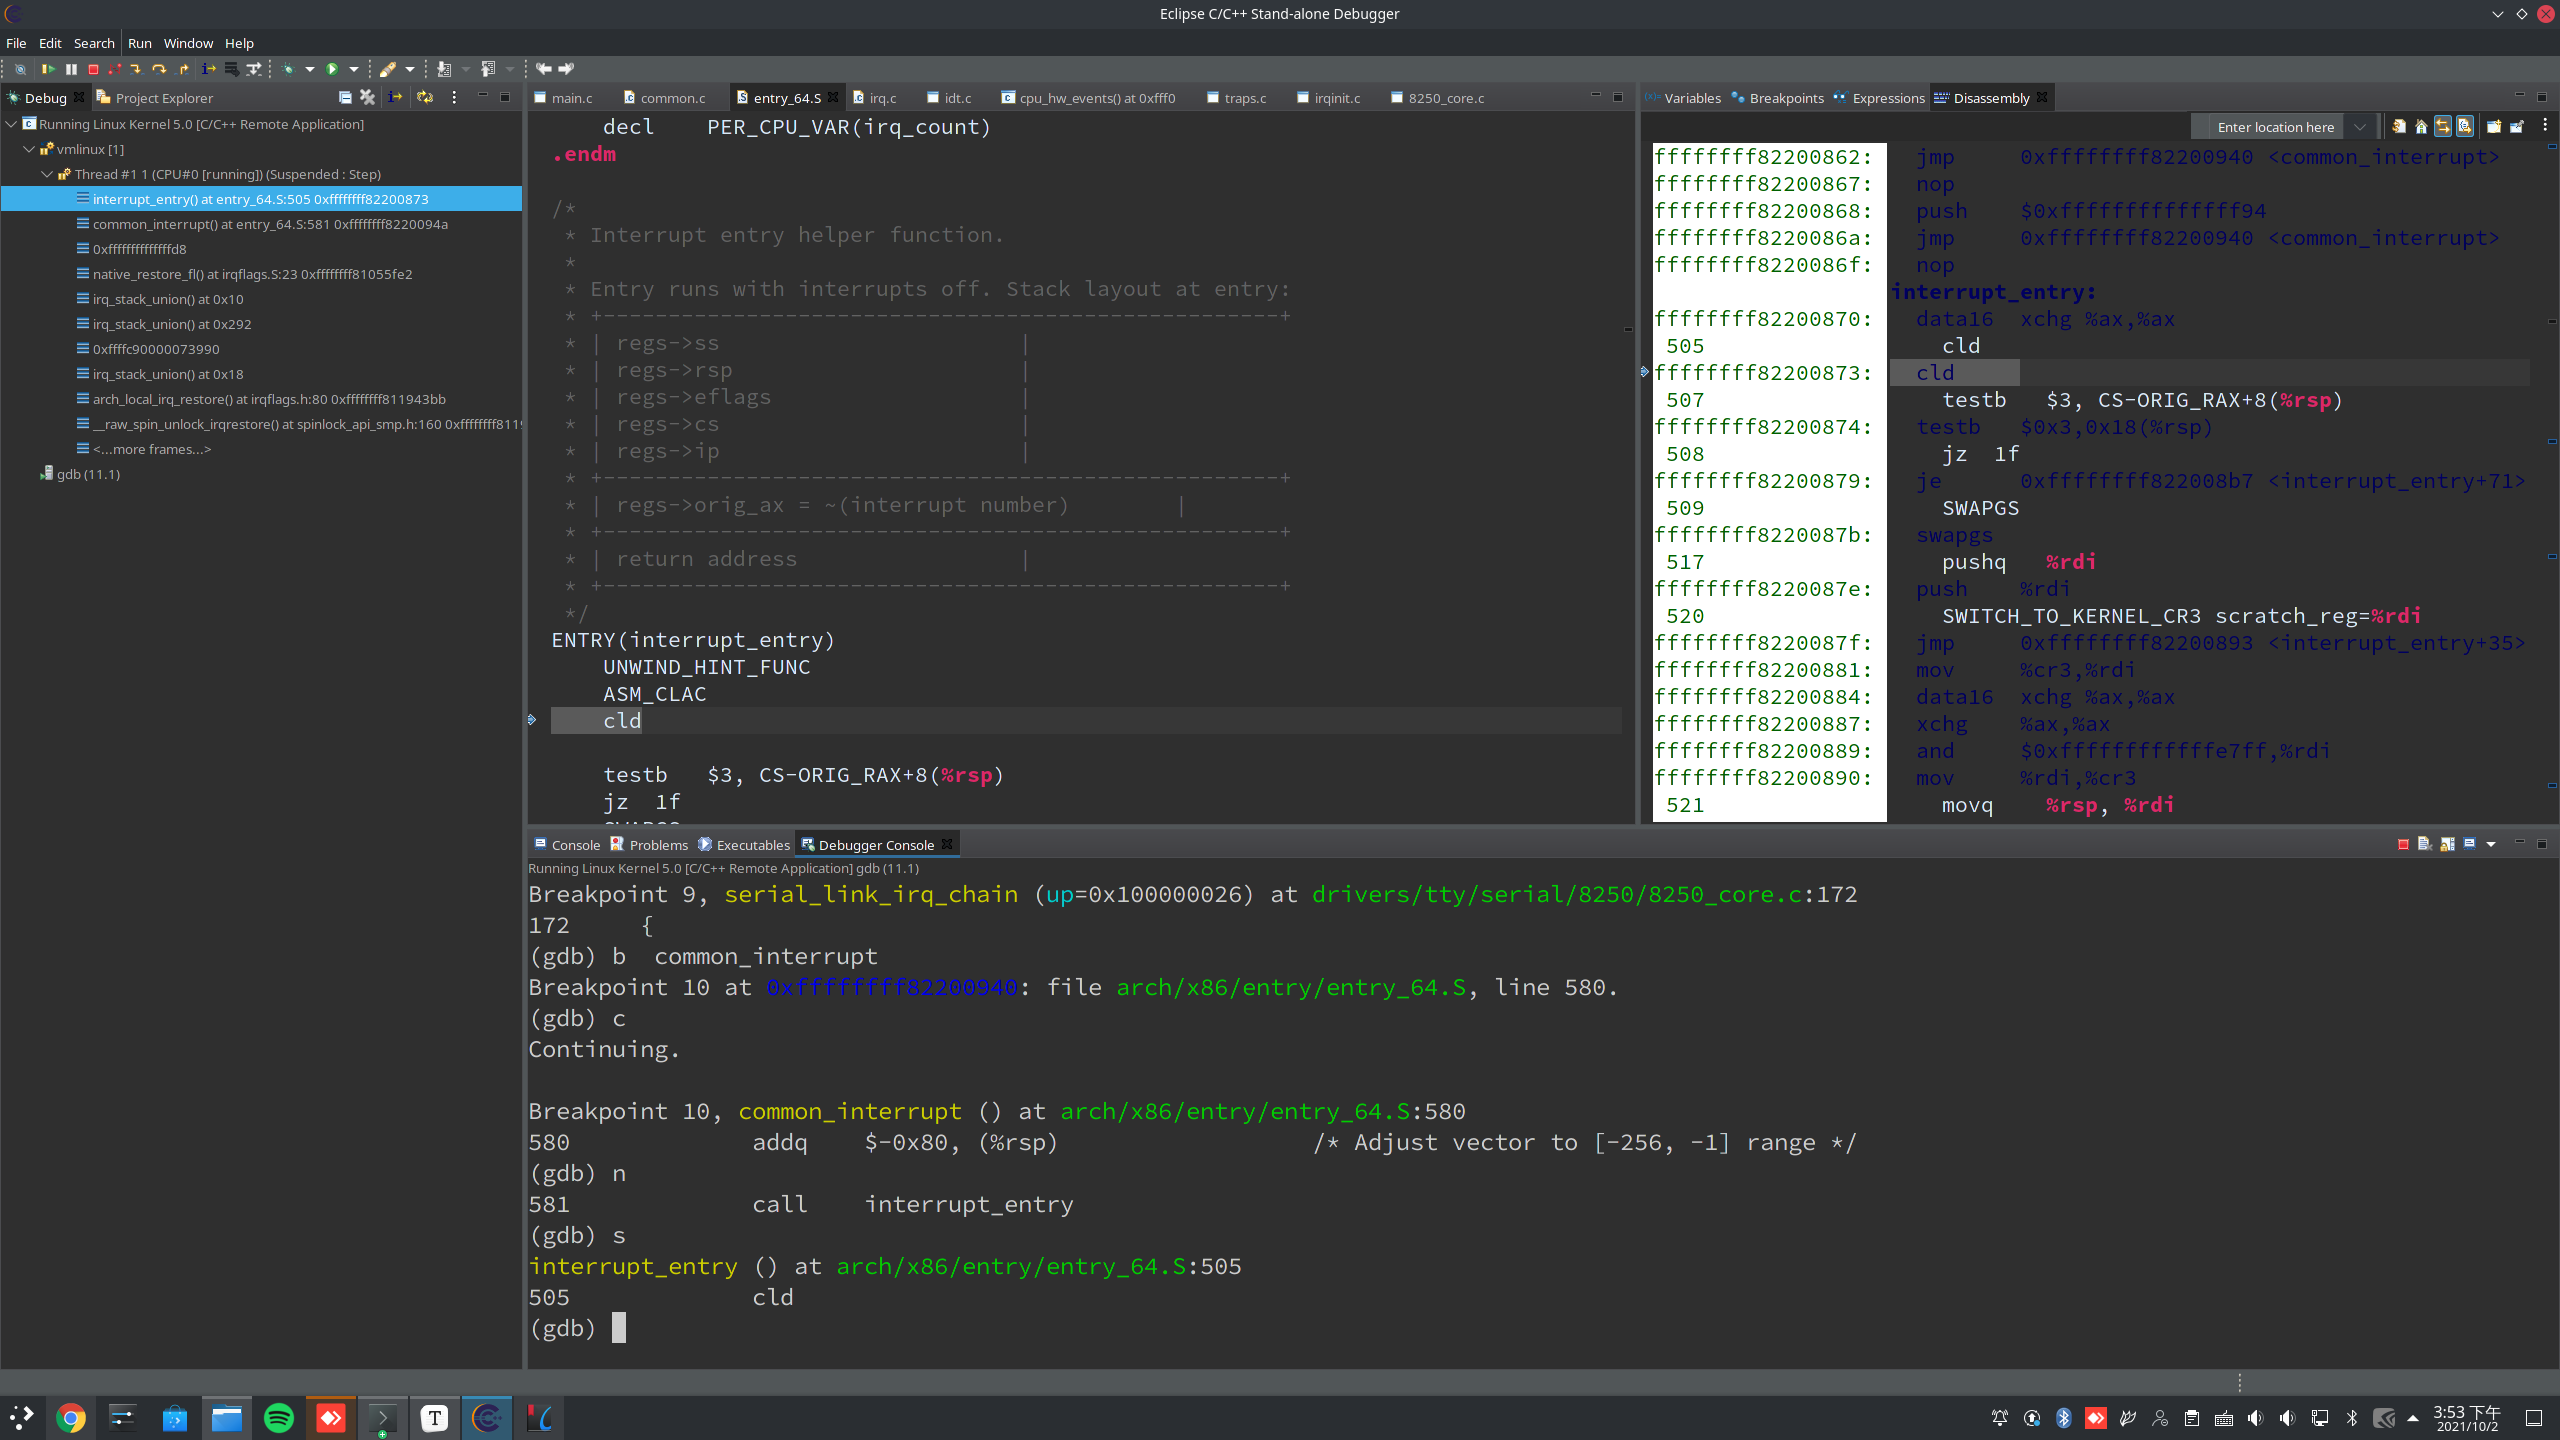 Eclipse C/C++ Stand-alone Debugger
File Edit Search Run Window Help
Debug Project Explorer
Running Linux Kernel 5.0 [C/C++ Remote Application]
vmlinux [1]
Thread #1 1 (CPU#0 [running]) (Suspended : Step)
interrupt_entry() at entry_64.S:505 0xffffffff82200873
common_interrupt() at entry_64.S:581 0xffffffff8220094a
0xffffffffffffffd8
native_restore_fl() at irqflags.S:23 0xffffffff81055fe2
irq_stack_union() at 0x10
irq_stack_union() at 0x292
0xffffc90000073990
irq_stack_union() at 0x18
arch_local_irq_restore() at irqflags.h:80 0xffffffff811943bb
__raw_spin_unlock_irqrestore() at spinlock_api_smp.h:160 0xffffffff8119
<...more frames...>
gdb (11.1)
main.c common.c entry_64.S irq.c idt.c cpu_hw_events() at 0xfff0 traps.c irqinit.c 8250_core.c
decl PER_CPU_VAR(irq_count)
.endm
/*
* Interrupt entry helper function.
*
* Entry runs with interrupts off. Stack layout at entry:
* +----------------------------------------------------+
* | regs->ss |
* | regs->rsp |
* | regs->eflags |
* | regs->cs |
* | regs->ip |
* +----------------------------------------------------+
* | regs->orig_ax = ~(interrupt number) |
* +----------------------------------------------------+
* | return address |
* +----------------------------------------------------+
*/
ENTRY(interrupt_entry)
UNWIND_HINT_FUNC
ASM_CLAC
cld
testb $3, CS-ORIG_RAX+8(%rsp)
jz 1f
SWAPGS
Variables Breakpoints Expressions Disassembly
Enter location here
ffffffff82200862: jmp 0xffffffff82200940 <common_interrupt>
ffffffff82200867: nop
ffffffff82200868: push $0xffffffffffffff94
ffffffff8220086a: jmp 0xffffffff82200940 <common_interrupt>
ffffffff8220086f: nop
interrupt_entry:
ffffffff82200870: data16 xchg %ax,%ax
505 cld
ffffffff82200873: cld
507 testb $3, CS-ORIG_RAX+8(%rsp)
ffffffff82200874: testb $0x3,0x18(%rsp)
508 jz 1f
ffffffff82200879: je 0xffffffff822008b7 <interrupt_entry+71>
509 SWAPGS
ffffffff8220087b: swapgs
517 pushq %rdi
ffffffff8220087e: push %rdi
520 SWITCH_TO_KERNEL_CR3 scratch_reg=%rdi
ffffffff8220087f: jmp 0xffffffff82200893 <interrupt_entry+35>
ffffffff82200881: mov %cr3,%rdi
ffffffff82200884: data16 xchg %ax,%ax
ffffffff82200887: xchg %ax,%ax
ffffffff82200889: and $0xffffffffffffe7ff,%rdi
ffffffff82200890: mov %rdi,%cr3
521 movq %rsp, %rdi
Console Problems Executables Debugger Console
Running Linux Kernel 5.0 [C/C++ Remote Application] gdb (11.1)
Breakpoint 9, serial_link_irq_chain (up=0x100000026) at drivers/tty/serial/8250/8250_core.c:172
172 {
(gdb) b common_interrupt
Breakpoint 10 at 0xffffffff82200940: file arch/x86/entry/entry_64.S, line 580.
(gdb) c
Continuing.
Breakpoint 10, common_interrupt () at arch/x86/entry/entry_64.S:580
580 addq $-0x80, (%rsp) /* Adjust vector to [-256, -1] range */
(gdb) n
581 call interrupt_entry
(gdb) s
interrupt_entry () at arch/x86/entry/entry_64.S:505
505 cld
(gdb)
3:53 下午
2021/10/2